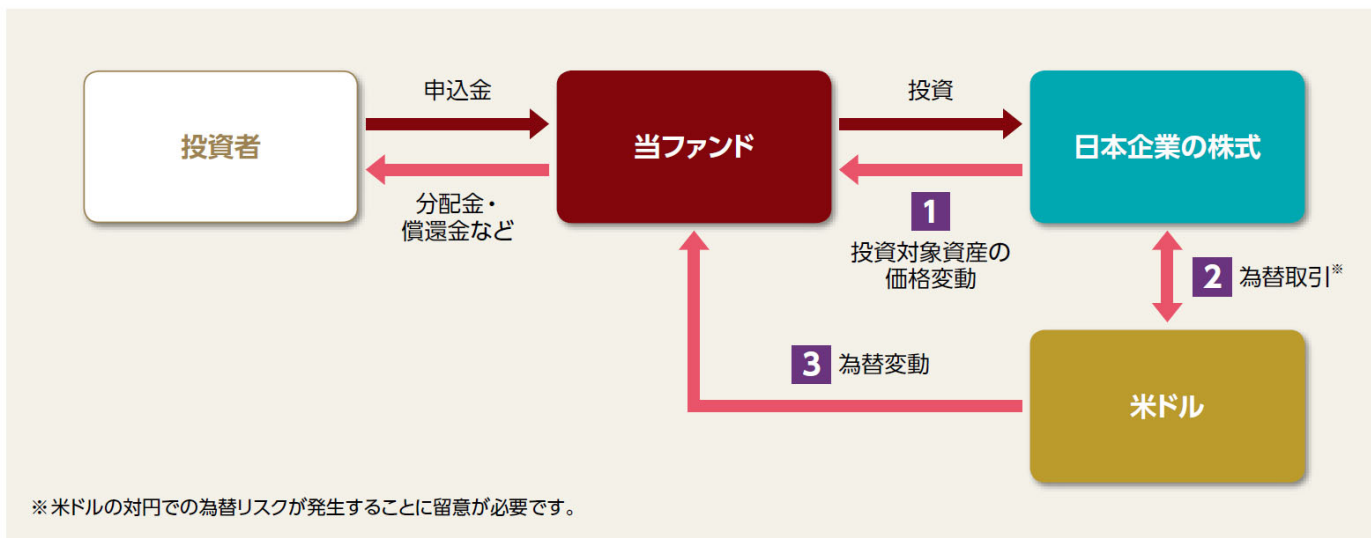 投資者
申込金
分配金・
償還金など
当ファンド
投資
1
投資対象資産の
価格変動
日本企業の株式
2 為替取引※
3 為替変動
米ドル
※米ドルの対円での為替リスクが発生することに留意が必要です。